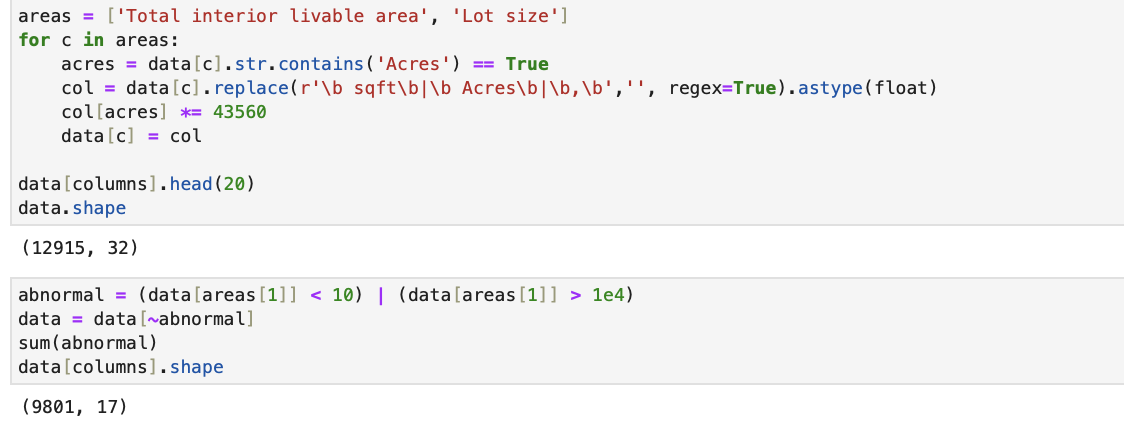 areas = ['Total interior livable area', 'Lot size']
for c in areas:
    acres = data[c].str.contains('Acres') == True
    col = data[c].replace(r'\b sqft\b|\b Acres\b|\b,\b','', regex=True).astype(float)
    col[acres] *= 43560
    data[c] = col

data[columns].head(20)
data.shape
(12915, 32)
abnormal = (data[areas[1]] < 10) | (data[areas[1]] > 1e4)
data = data[~abnormal]
sum(abnormal)
data[columns].shape
(9801, 17)